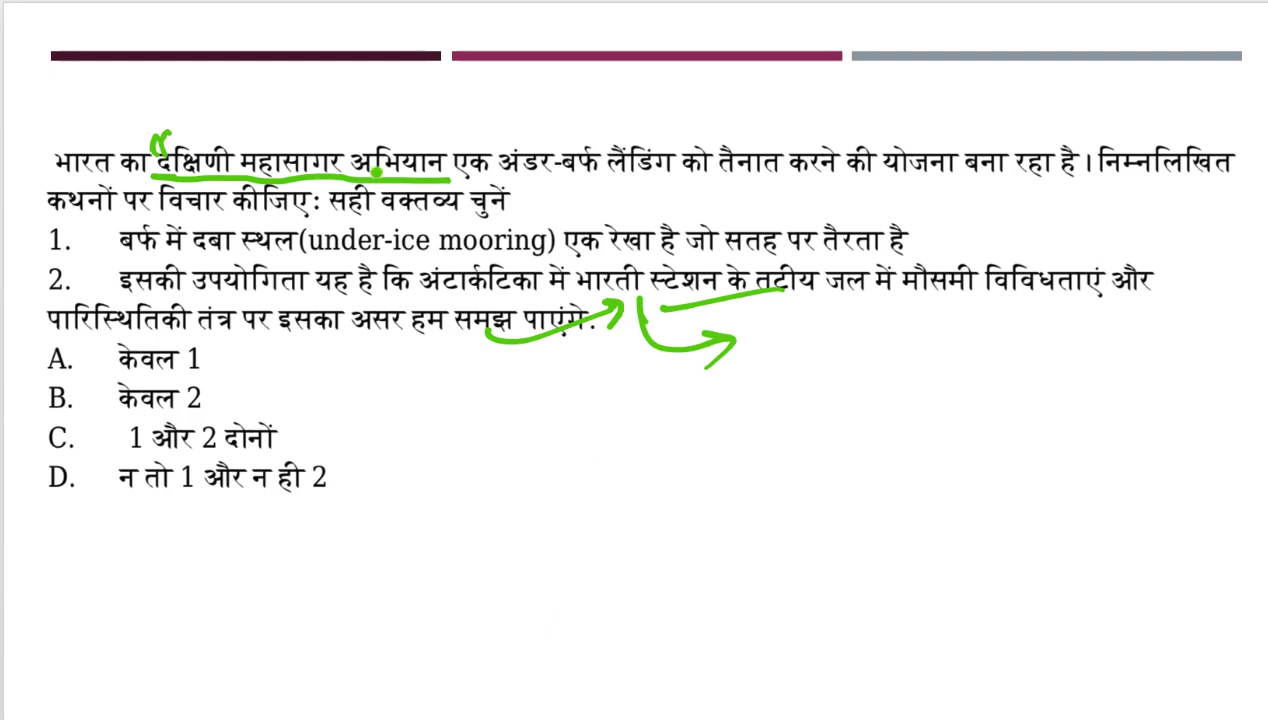 भारत का दक्षिणी महासागर अभियान एक अंडर-बर्फ लैंडिंग को तैनात करने की योजना बना रहा है। निम्नलिखित
कथनों पर विचार कीजिए: सही वक्तव्य चुनें
1. बर्फ में दबा स्थल(under-ice mooring) एक रेखा है जो सतह पर तैरता है
2. इसकी उपयोगिता यह है कि अंटार्कटिका में भारती स्टेशन के तटीय जल में मौसमी विविधताएं और
पारिस्थितिकी तंत्र पर इसका असर हम समझ पाएंगे.
A. केवल 1
B. केवल 2
C. 1 और 2 दोनों
D. न तो 1 और न ही 2